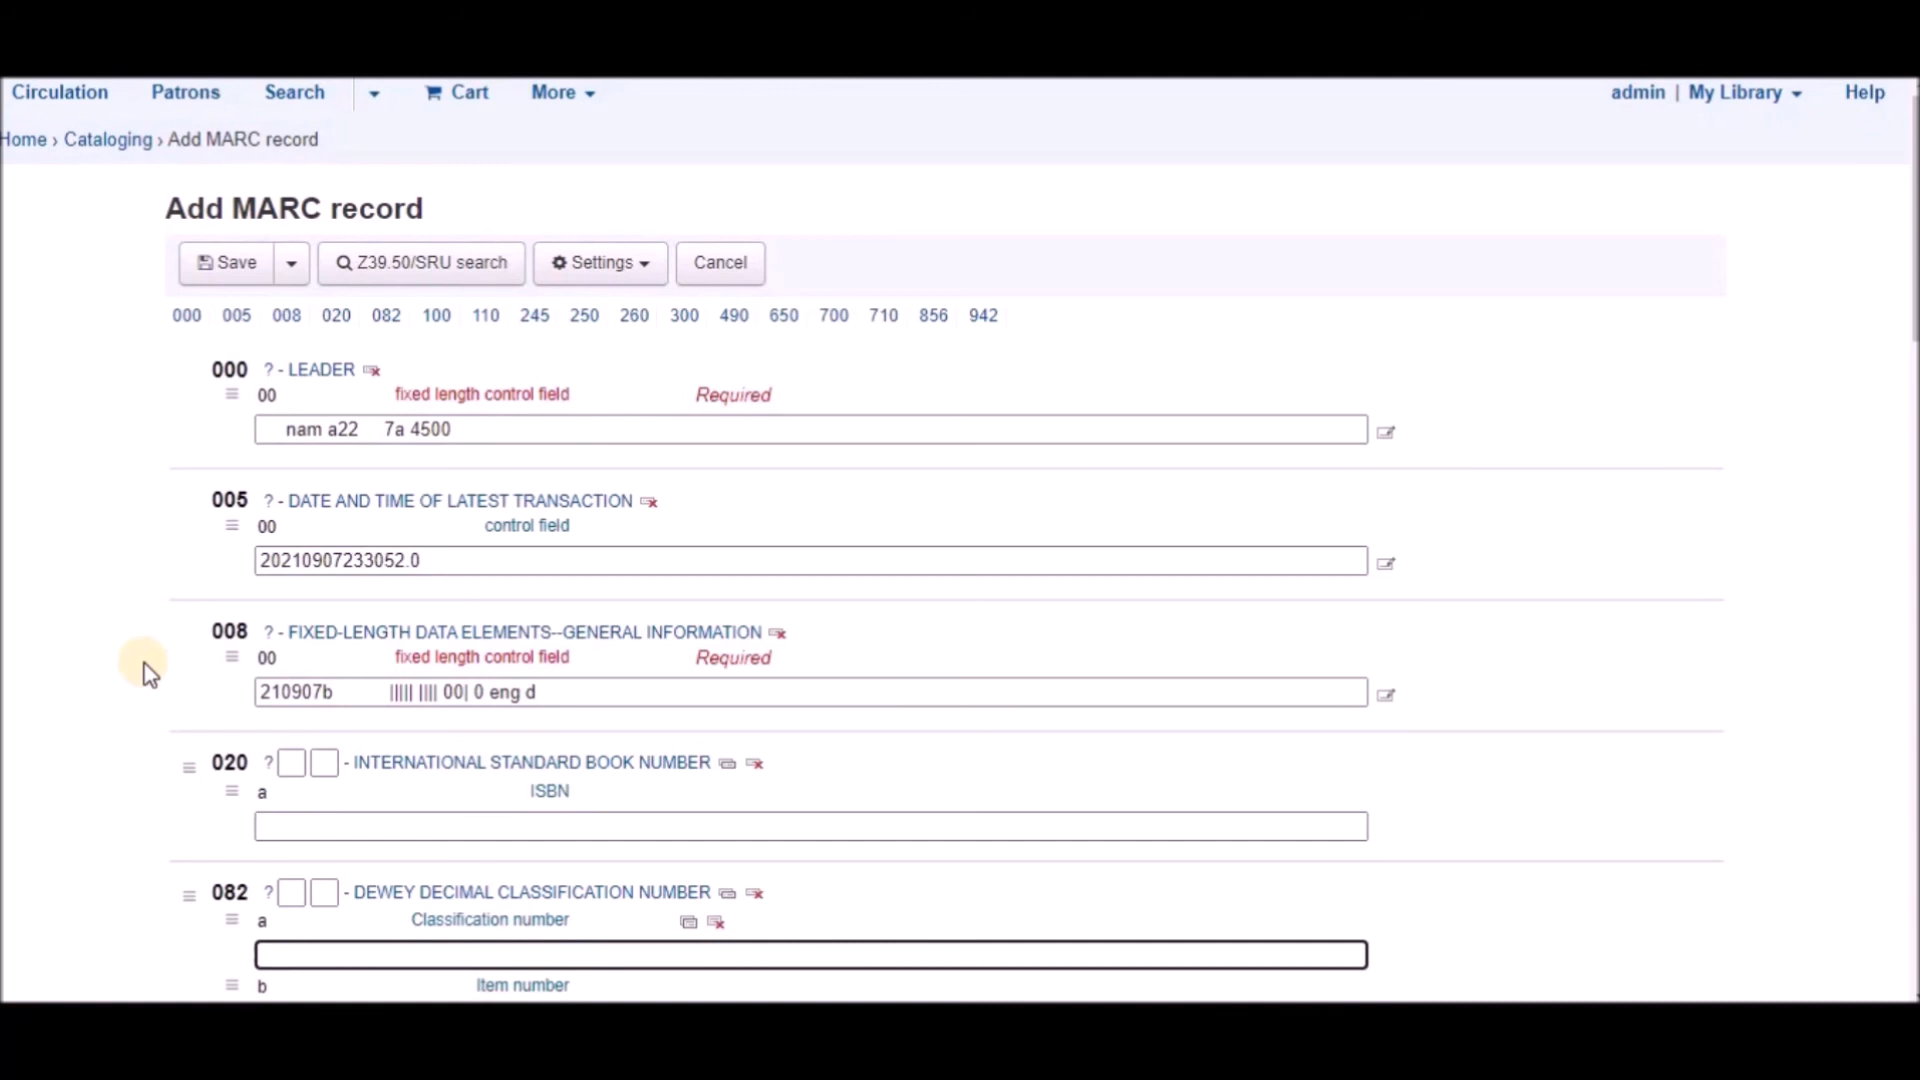 Circulation Patrons Search Cart More admin | My Library Help
Home › Cataloging › Add MARC record
Add MARC record
Save Z39.50/SRU search Settings Cancel
000 005 008 020 082 100 110 245 250 260 300 490 650 700 710 856 942
000 ? - LEADER
00 fixed length control field Required
nam a22 7a 4500
005 ? - DATE AND TIME OF LATEST TRANSACTION
00 control field
20210907233052.0
008 ? - FIXED-LENGTH DATA ELEMENTS--GENERAL INFORMATION
00 fixed length control field Required
210907b ||||| |||| 00| 0 eng d
020 ? - INTERNATIONAL STANDARD BOOK NUMBER
a ISBN
082 ? - DEWEY DECIMAL CLASSIFICATION NUMBER
a Classification number
b Item number